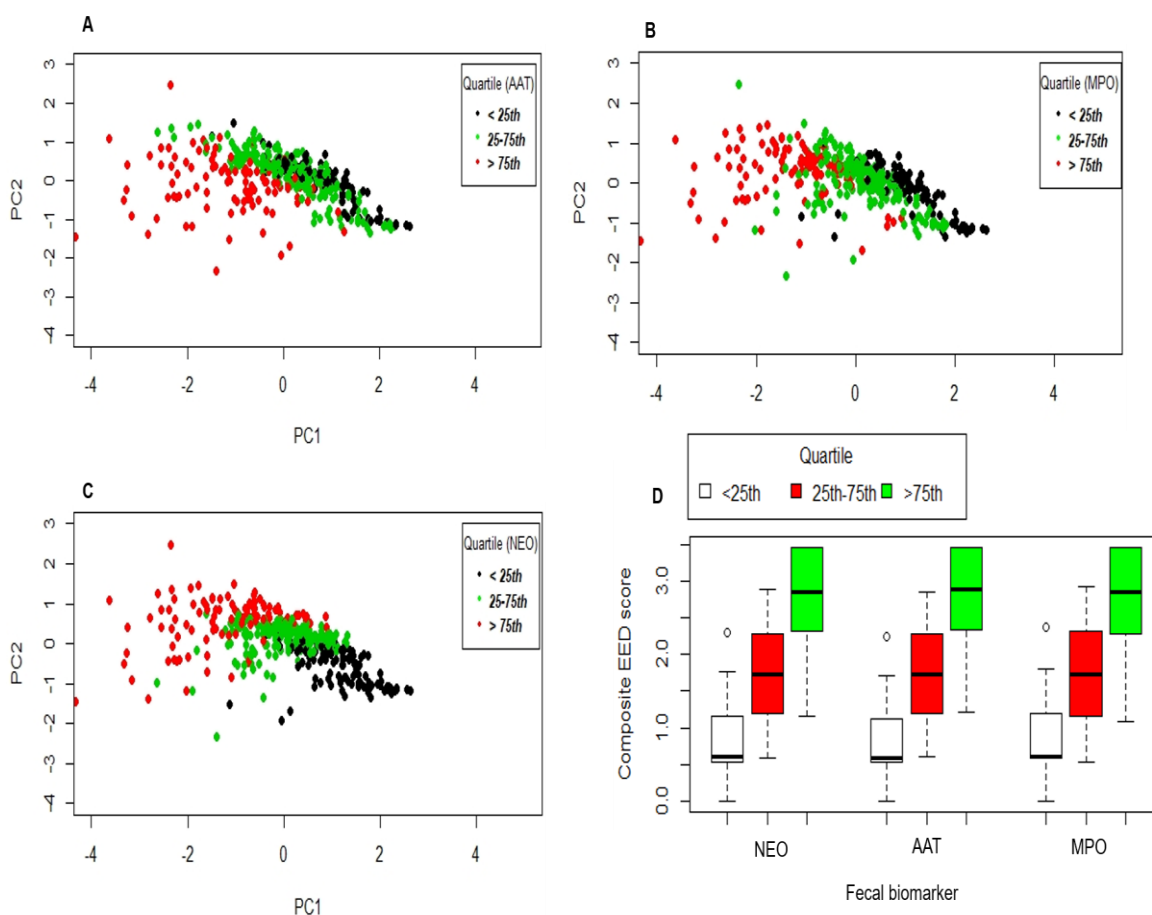 A
3
2
1
0
-1
-2
-3
-4
PC2
Quartile (AAT)
< 25th
25-75th
> 75th
-4
-2
0
2
4
PC1
B
3
2
1
0
-1
-2
-3
-4
PC2
Quartile (MPO)
< 25th
25-75th
> 75th
-4
-2
0
2
4
C
3
2
1
0
-1
-2
-3
-4
PC2
Quartile (NEO)
< 25th
25-75th
> 75th
-4
-2
0
2
4
PC1
D
Quartile
<25th 25th-75th >75th
Composite EED score
3.0
2.0
1.0
0.0
NEO AAT MPO
Fecal biomarker